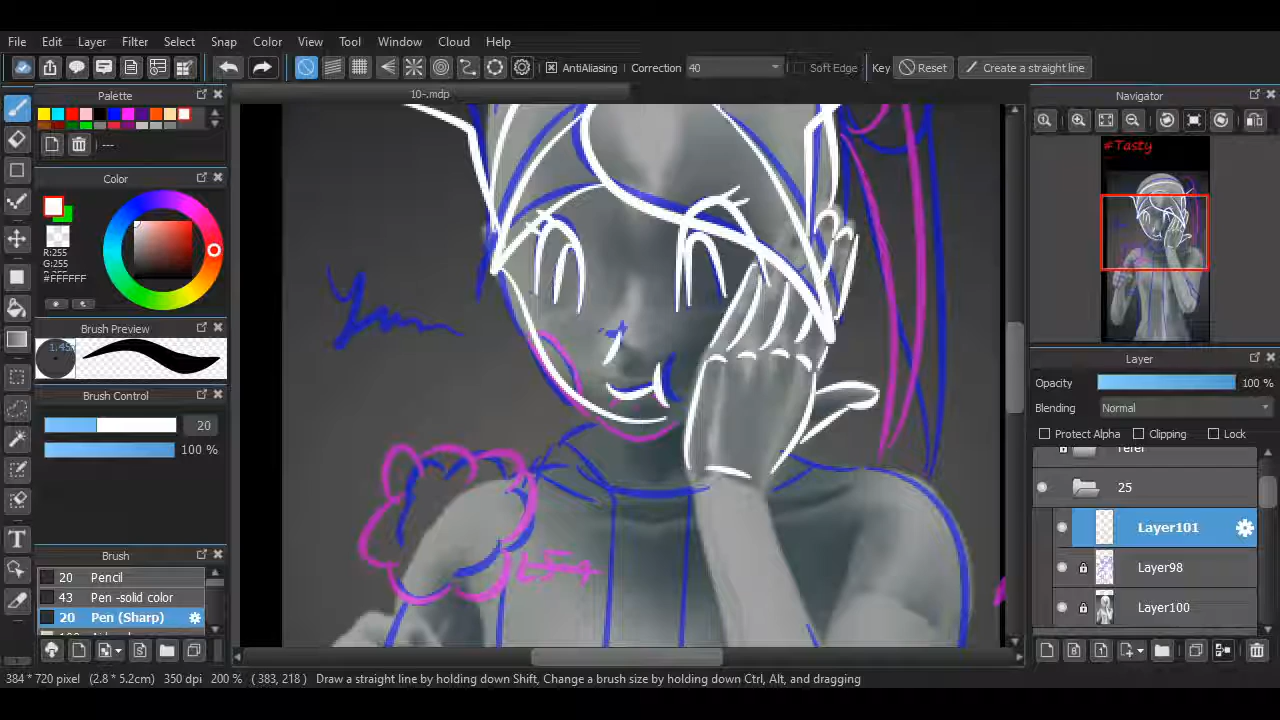 File Edit Layer Filter Select Snap Color View Tool Window Cloud Help
AntiAliasing Correction 40 Soft Edge Key Reset Create a straight line
Palette
---
Color
R:255
G:255
#FFFFFF
Brush Preview
Brush Control
20
100 %
Brush
20 Pencil
43 Pen -solid color
20 Pen (Sharp)
10-.mdp
Navigator
#Tasty
Layer
Opacity 100 %
Blending Normal
Protect Alpha Clipping Lock
25
Layer101
Layer98
Layer100
384 * 720 pixel (2.8 * 5.2cm) 350 dpi 200 % ( 383, 218 ) Draw a straight line by holding down Shift, Change a brush size by holding down Ctrl, Alt, and dragging